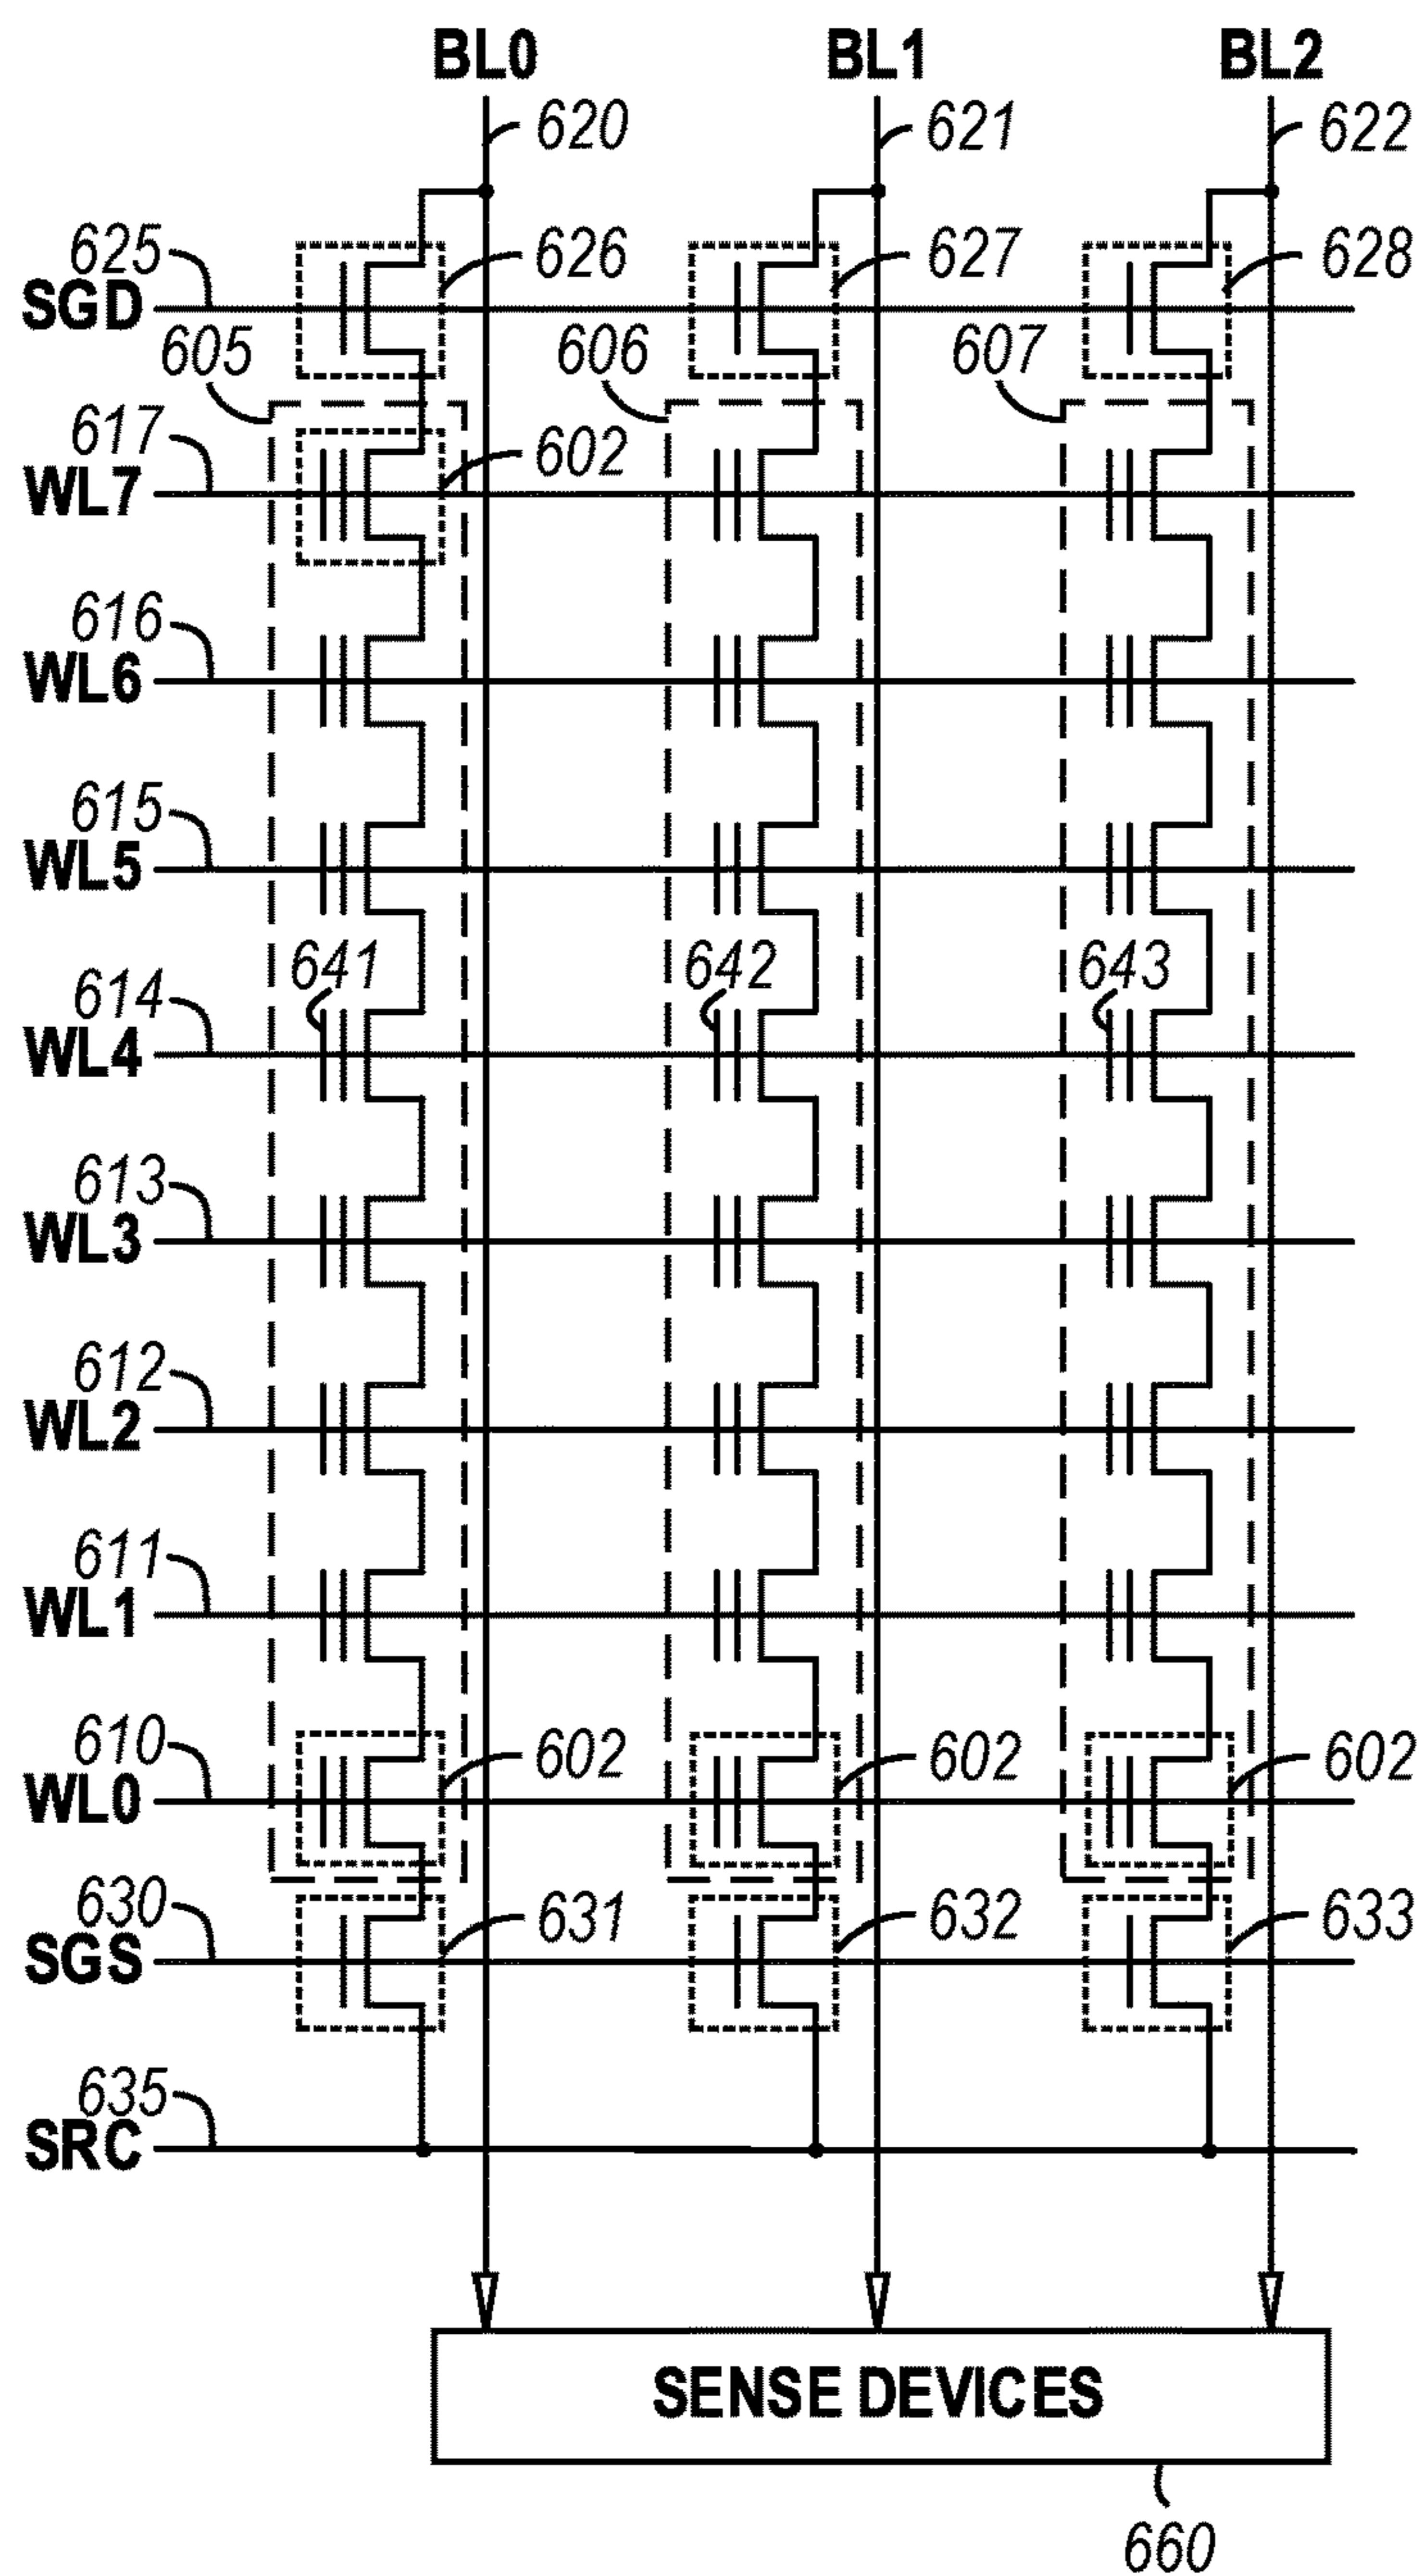 BL0 BL1 BL2
620 621 622
625 626 627 628
SGD
605 606 607
617 602
WL7
616
WL6
615
WL5
641 642 643
614
WL4
613
WL3
612
WL2
611
WL1
610 602 602 602
WL0
630 631 632 633
SGS
635
SRC
SENSE DEVICES
660